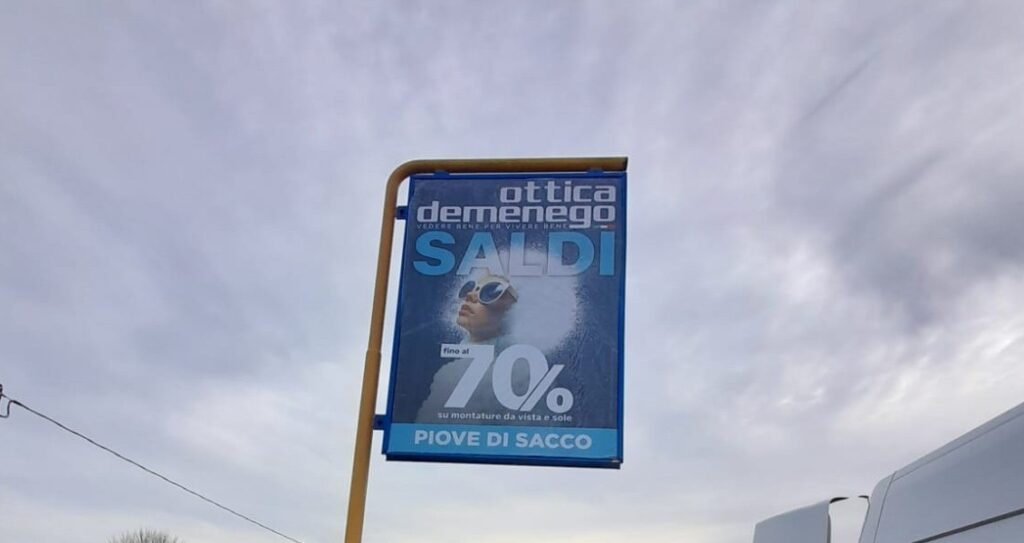 ottica
demenego
VEDERE BENE PER VIVERE BENE
SALDI
fino al
70%
su montature da vista e sole
PIOVE DI SACCO